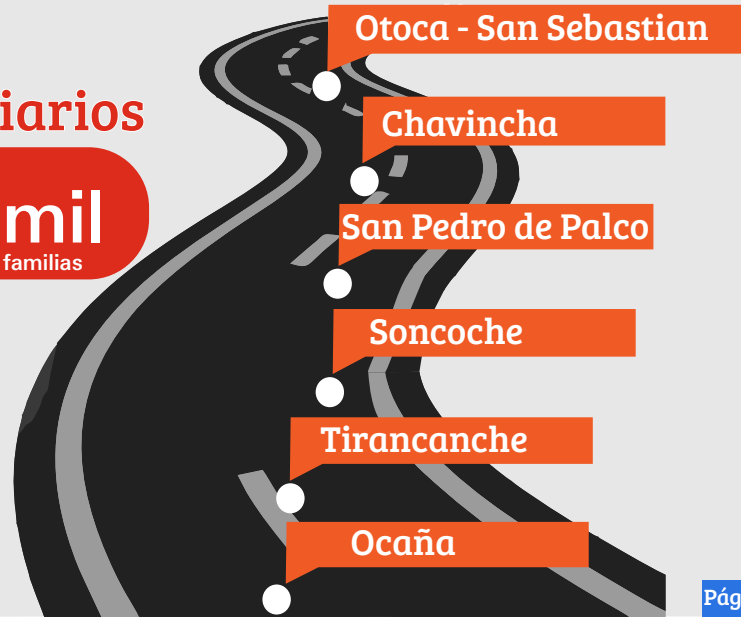 Otoca - San Sebastian
iarios
Chavincha
mil
familias
San Pedro de Palco
Soncoche
Tirancanche
Ocaña
Pág